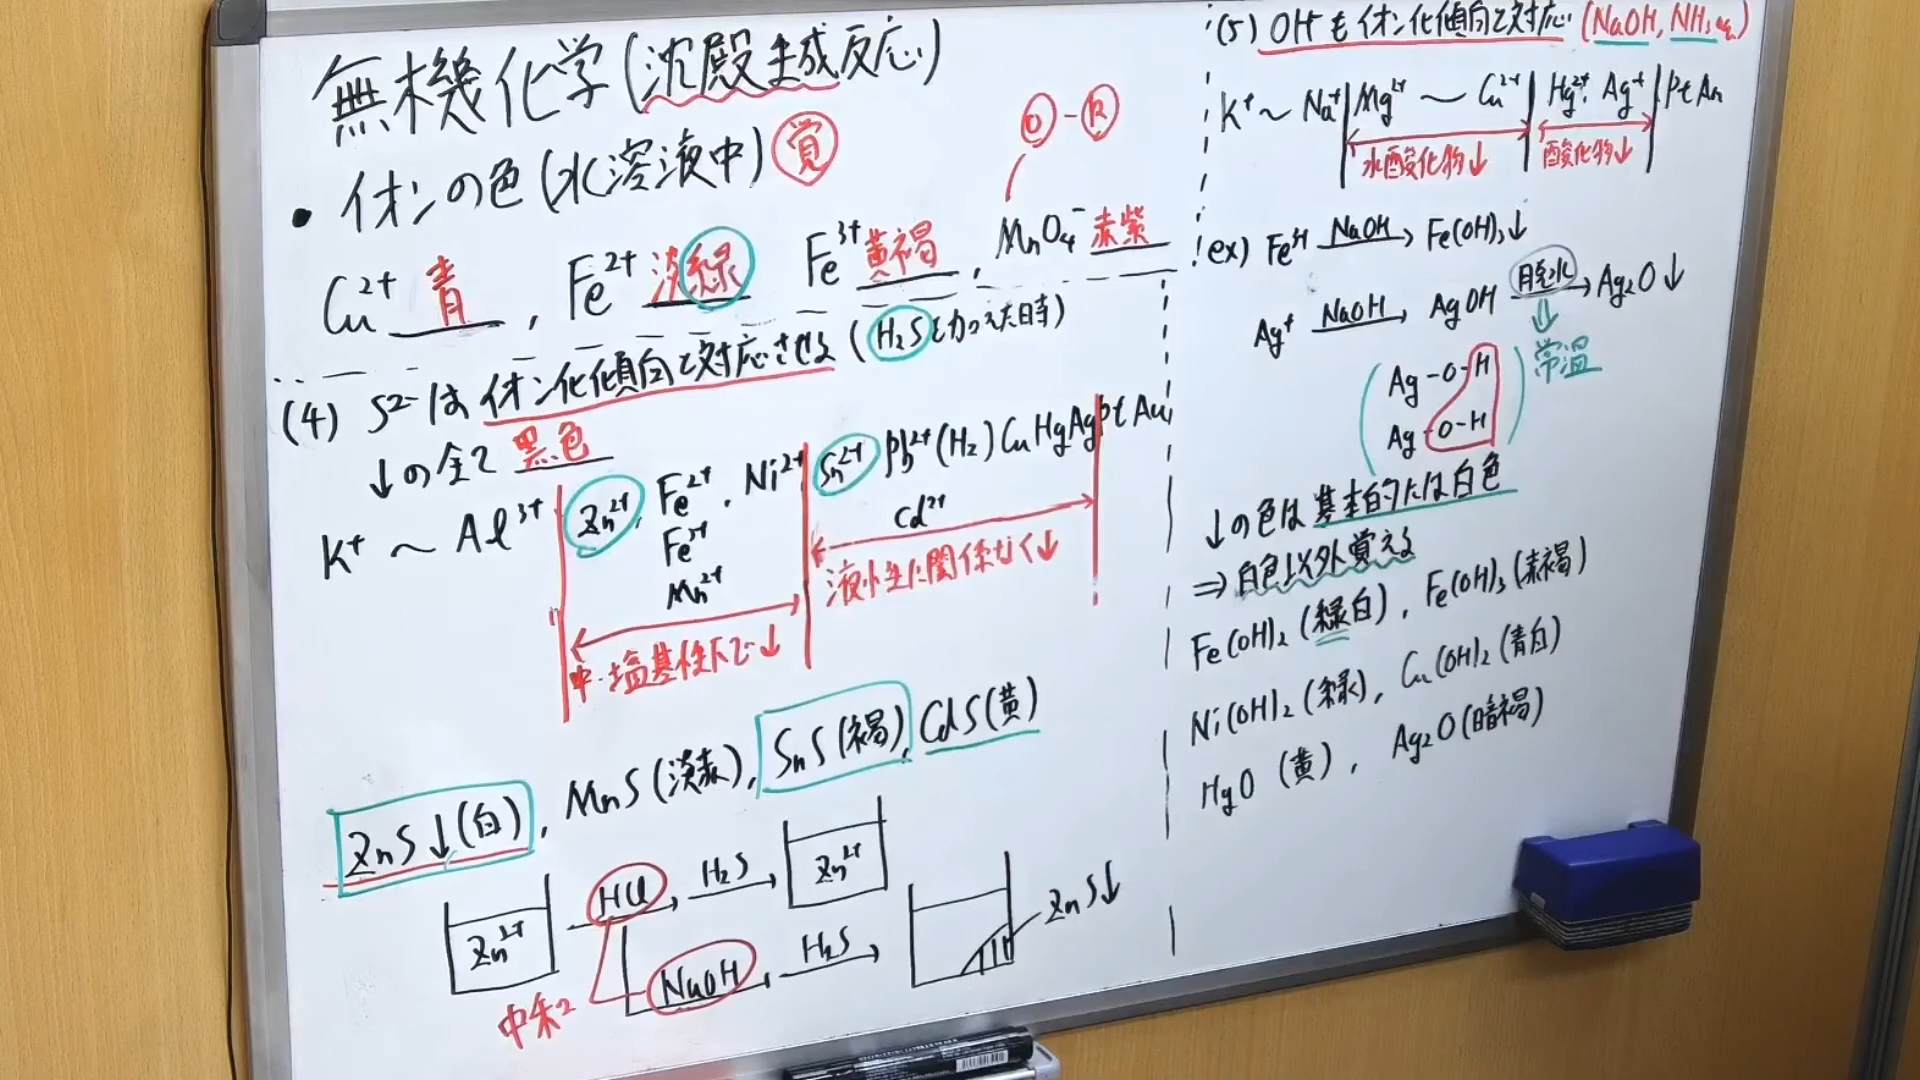 無機化学(沈殿生成反応)
・イオンの色(水溶液中) 覚
O-R
Cu²⁺ 青, Fe²⁺ 淡緑 Fe³⁺ 黄褐, MnO₄⁻ 赤紫
(4) S2-は イオン化傾向と対応させる (H₂Sを加えた時)
↓の全て 黒色
K⁺ ~ Al³⁺ Zn²⁺, Fe²⁺, Ni²⁺ Sn²⁺ Pb²⁺ (H₂) Cu Hg Ag Pt Au
Fe³⁺ Cd²⁺
Mn²⁺
中・塩基性下で↓ 液性に関係なく↓
ZnS↓(白), MnS(淡赤), SnS(褐), CdS(黄)
Zn²⁺ HCl → H₂S → Zn²⁺
NaOH → H₂S → ZnS↓
中和
(5) OH⁻もイオン化傾向と対応 (NaOH, NH₃aq)
K⁺ ~ Na⁺ Mg²⁺ ~ Cu²⁺ Hg²⁺ Ag⁺ Pt Au
水酸化物↓ 酸化物↓
ex) Fe³⁺ NaOH → Fe(OH)₃↓
Ag⁺ NaOH → AgOH 脱水 → Ag₂O↓
↓
常温
Ag-O-H
Ag-O-H
↓の色は基本的には白色
⇒白色以外覚える
Fe(OH)₂ (緑白), Fe(OH)₃ (赤褐)
Ni(OH)₂ (緑), Cu(OH)₂ (青白)
HgO (黄), Ag₂O (暗褐)